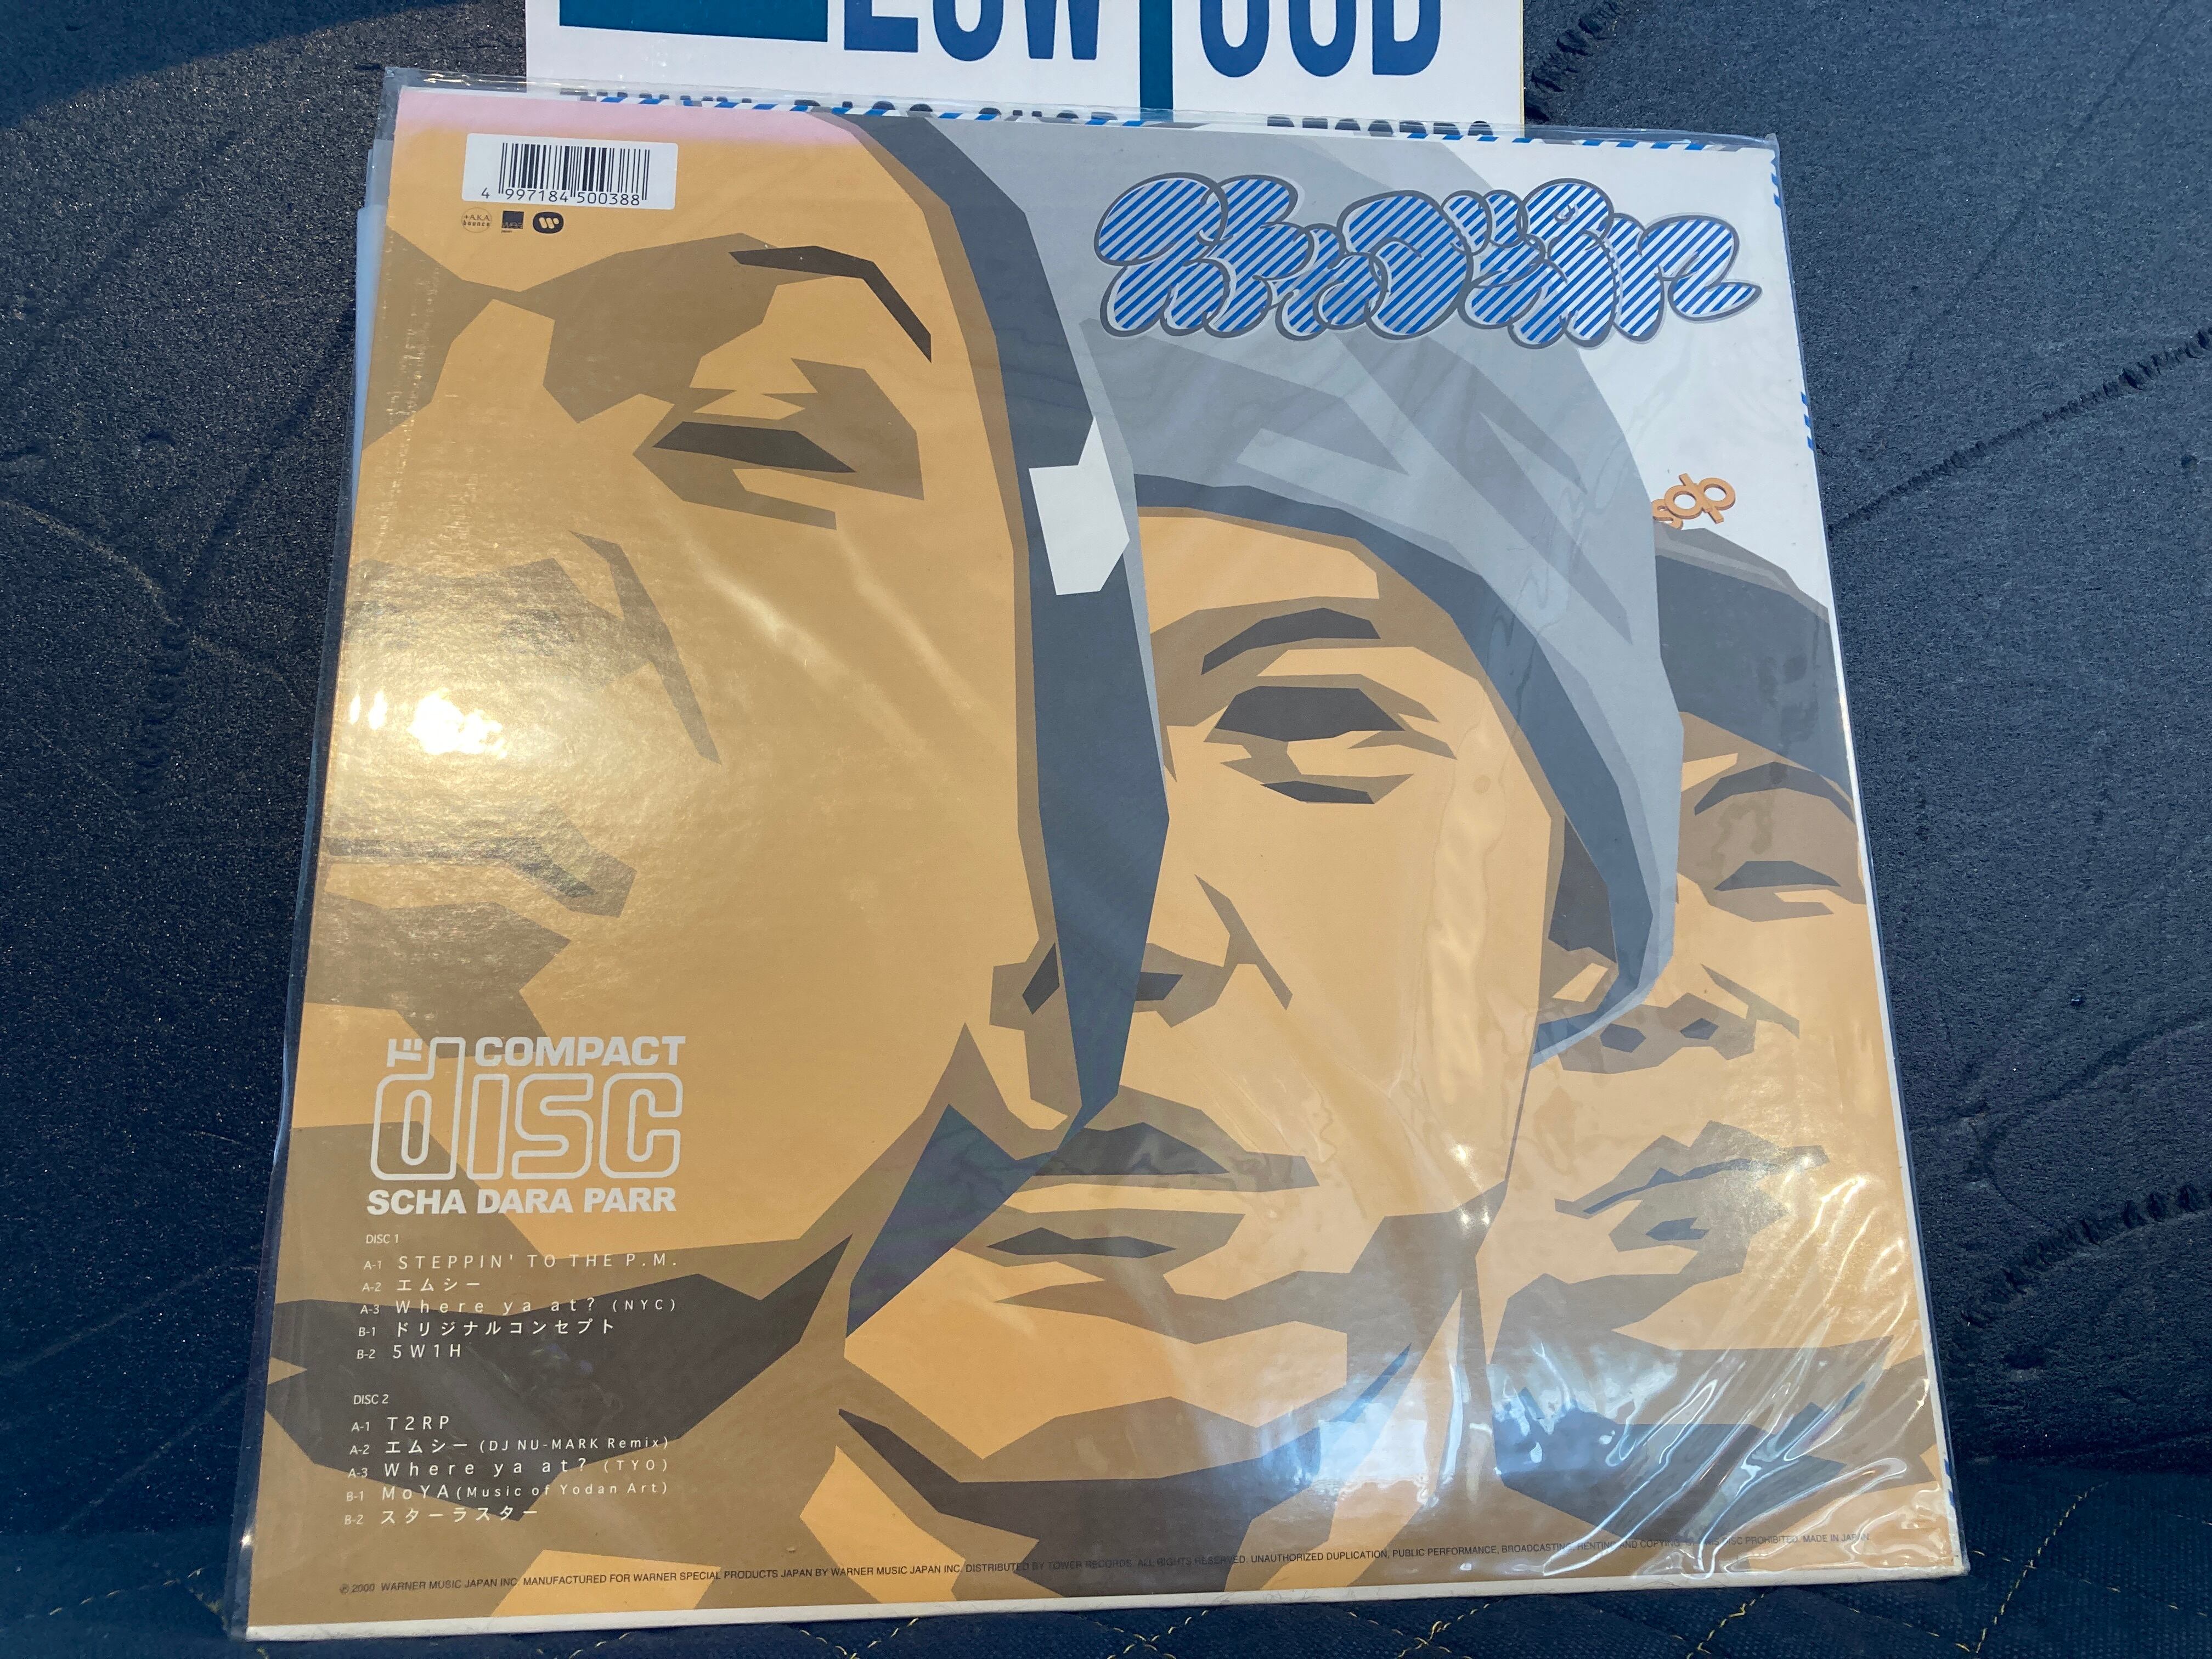 4 997184 500388
+AKA
BOUNCE
sdp
ド COMPACT
disc
SCHA DARA PARR
DISC 1
A-1 STEPPIN' TO THE P.M.
A-2 エムシー
A-3 Where ya at? (NYC)
B-1 ドリジナルコンセプト
B-2 5W1H
DISC 2
A-1 T2RP
A-2 エムシー (DJ NU-MARK Remix)
A-3 Where ya at? (TYO)
B-1 MoYA (Music of Yodan Art)
B-2 スターラスター
℗ 2000 WARNER MUSIC JAPAN INC. MANUFACTURED FOR WARNER SPECIAL PRODUCTS JAPAN BY WARNER MUSIC JAPAN INC. DISTRIBUTED BY TOWER RECORDS. ALL RIGHTS RESERVED. UNAUTHORIZED DUPLICATION, PUBLIC PERFORMANCE, BROADCASTING, RENTING AND COPYING DISC PROHIBITED. MADE IN JAPAN